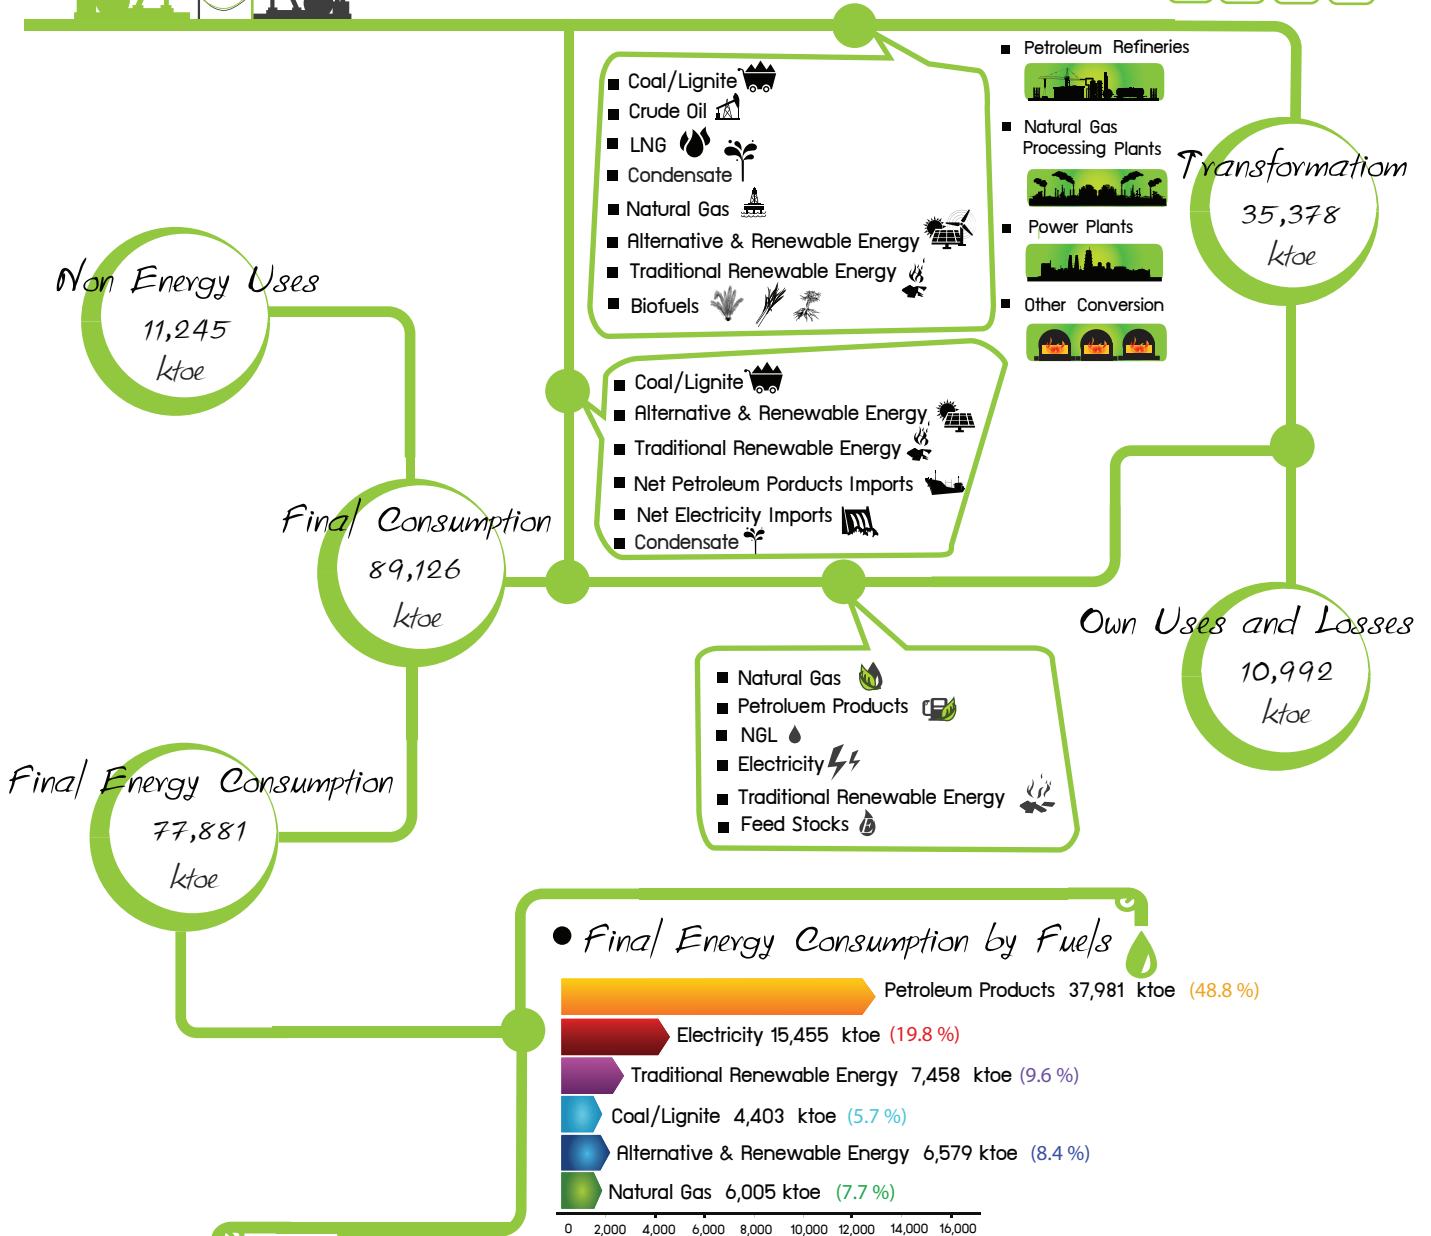 Coal/Lignite
Crude Oil
LNG
Condensate
Natural Gas
Alternative & Renewable Energy
Traditional Renewable Energy
Biofuels
Petroleum Refineries
Natural Gas
Processing Plants
Power Plants
Other Conversion
Transformatiom
35,378
ktoe
Non Energy Uses
11,245
ktoe
Coal/Lignite
Alternative & Renewable Energy
Traditional Renewable Energy
Net Petroleum Porducts Imports
Net Electricity Imports
Condensate
Final Consumption
89,126
ktoe
Own Uses and Losses
10,992
ktoe
Natural Gas
Petroluem Products
NGL
Electricity
Traditional Renewable Energy
Feed Stocks
Final Energy Consumption
77,881
ktoe
Final Energy Consumption by Fuels
Petroleum Products 37,981 ktoe (48.8 %)
Electricity 15,455 ktoe (19.8 %)
Traditional Renewable Energy 7,458 ktoe (9.6 %)
Coal/Lignite 4,403 ktoe (5.7 %)
Alternative & Renewable Energy 6,579 ktoe (8.4 %)
Natural Gas 6,005 ktoe (7.7 %)
0 2,000 4,000 6,000 8,000 10,000 12,000 14,000 16,000